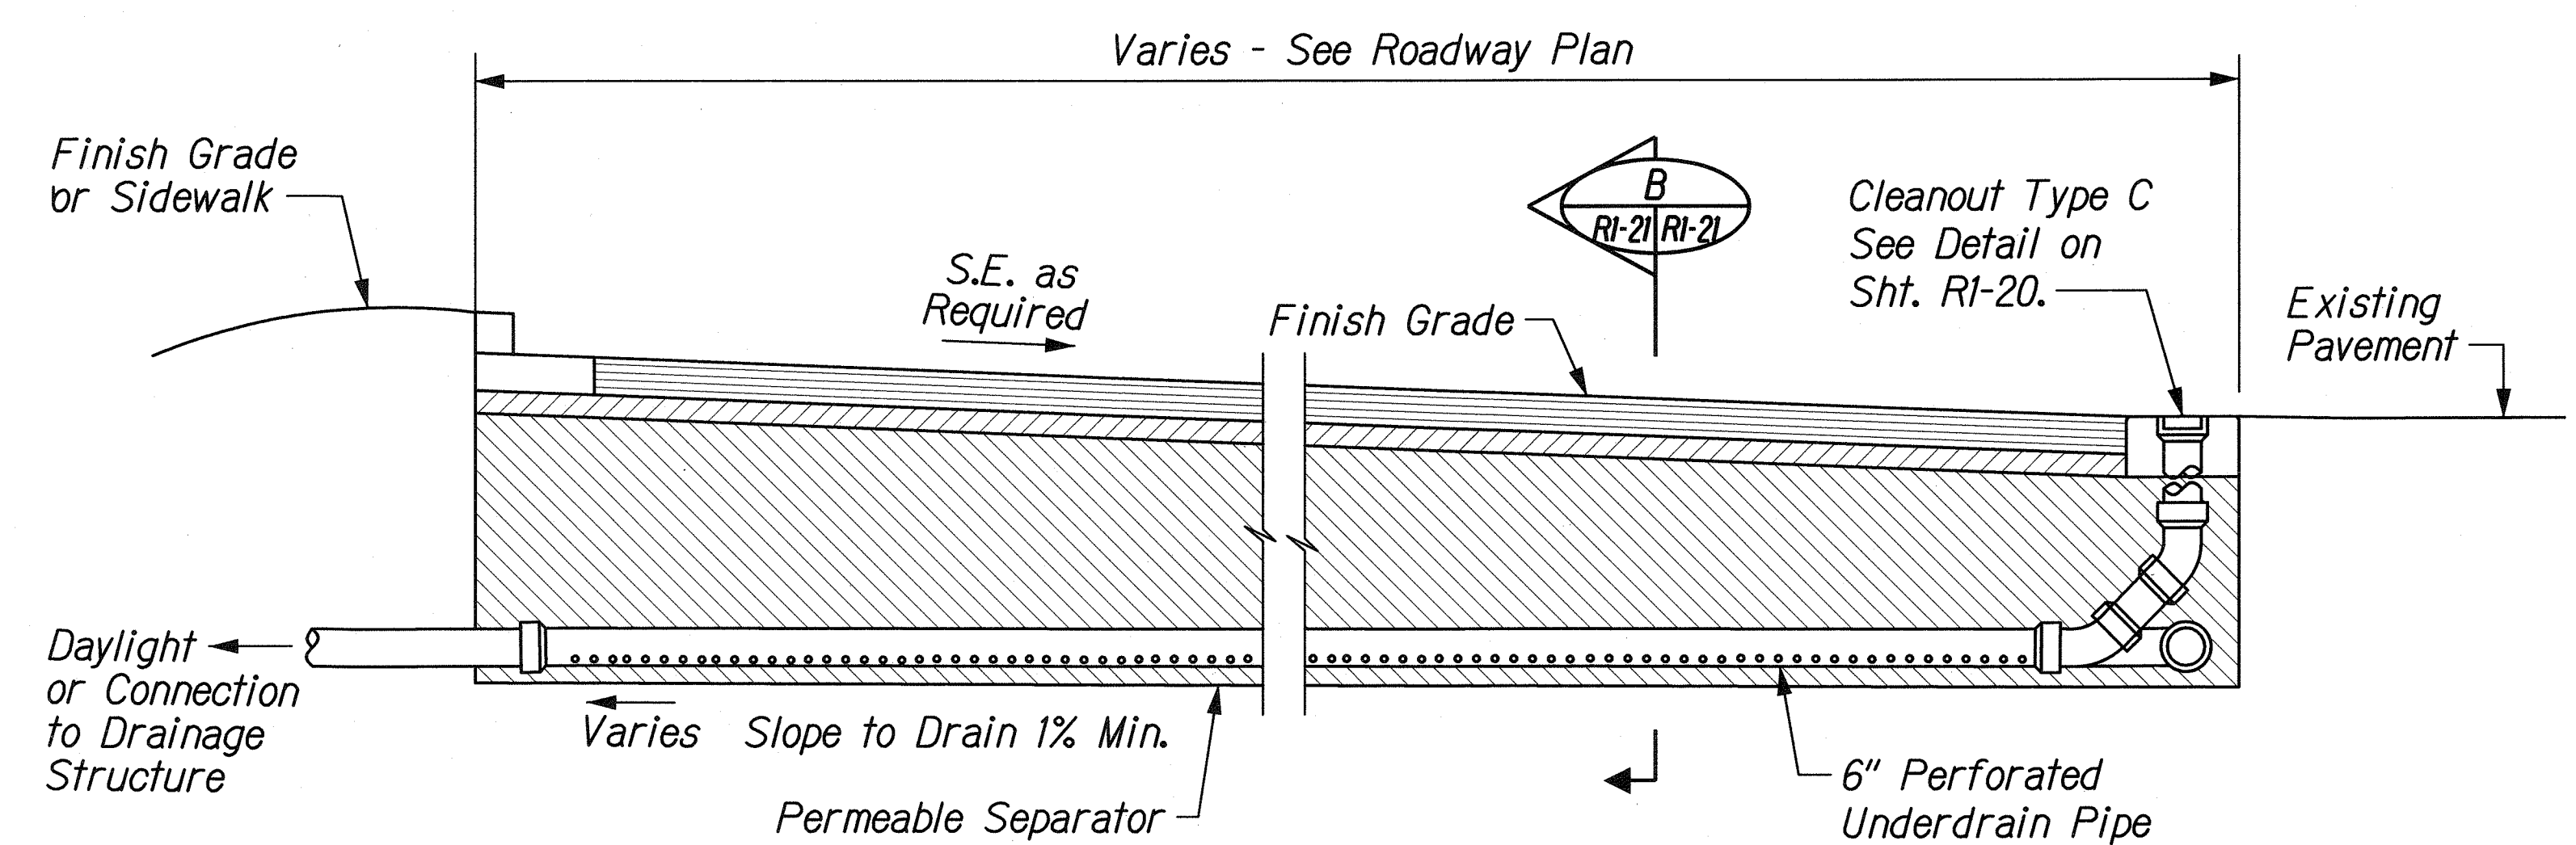 Varies - See Roadway Plan
Finish Grade
or Sidewalk
B
R1-21 R1-21
Cleanout Type C
See Detail on
Sht. R1-20.
S.E. as
Required
Finish Grade
Existing
Pavement
Daylight
or Connection
to Drainage
Structure
Varies Slope to Drain 1% Min.
Permeable Separator
6" Perforated
Underdrain Pipe